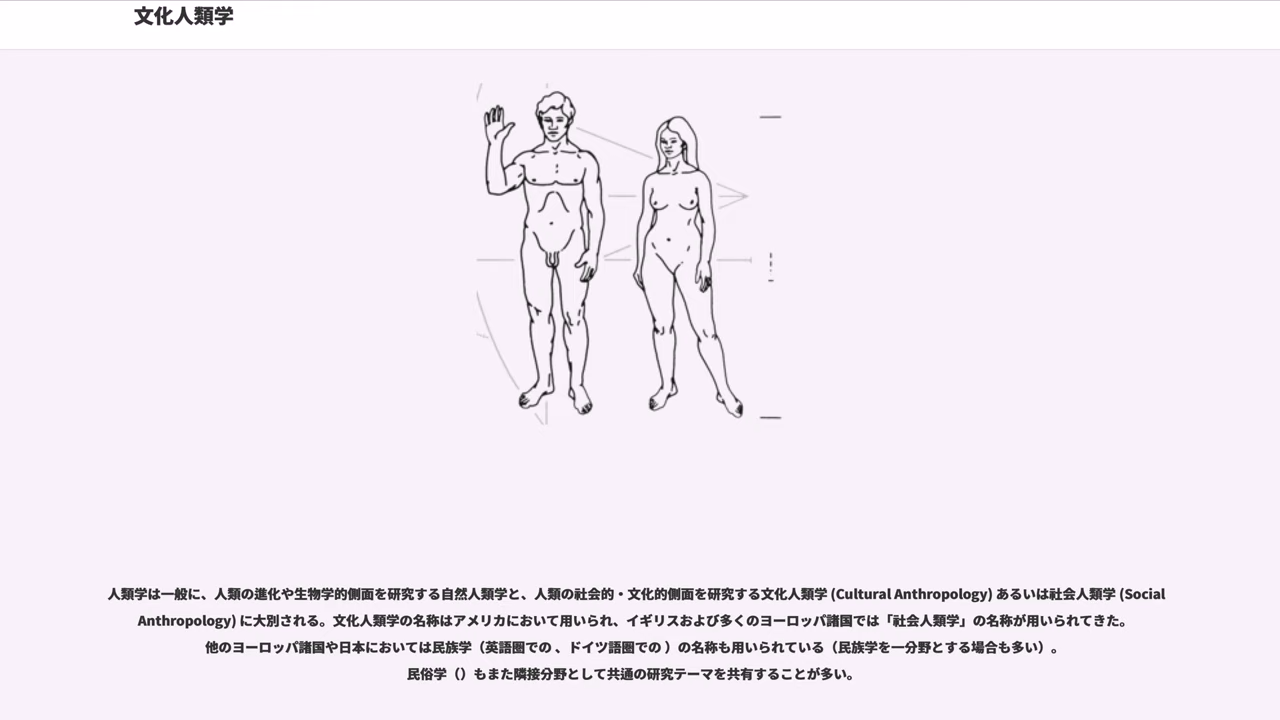 文化人類学
人類学は一般に、人類の進化や生物学的側面を研究する自然人類学と、人類の社会的・文化的側面を研究する文化人類学 (Cultural Anthropology) あるいは社会人類学 (Social
Anthropology) に大別される。文化人類学の名称はアメリカにおいて用いられ、イギリスおよび多くのヨーロッパ諸国では「社会人類学」の名称が用いられてきた。
他のヨーロッパ諸国や日本においては民族学（英語圏での 、ドイツ語圏での ）の名称も用いられている（民族学を一分野とする場合も多い）。
民俗学（）もまた隣接分野として共通の研究テーマを共有することが多い。